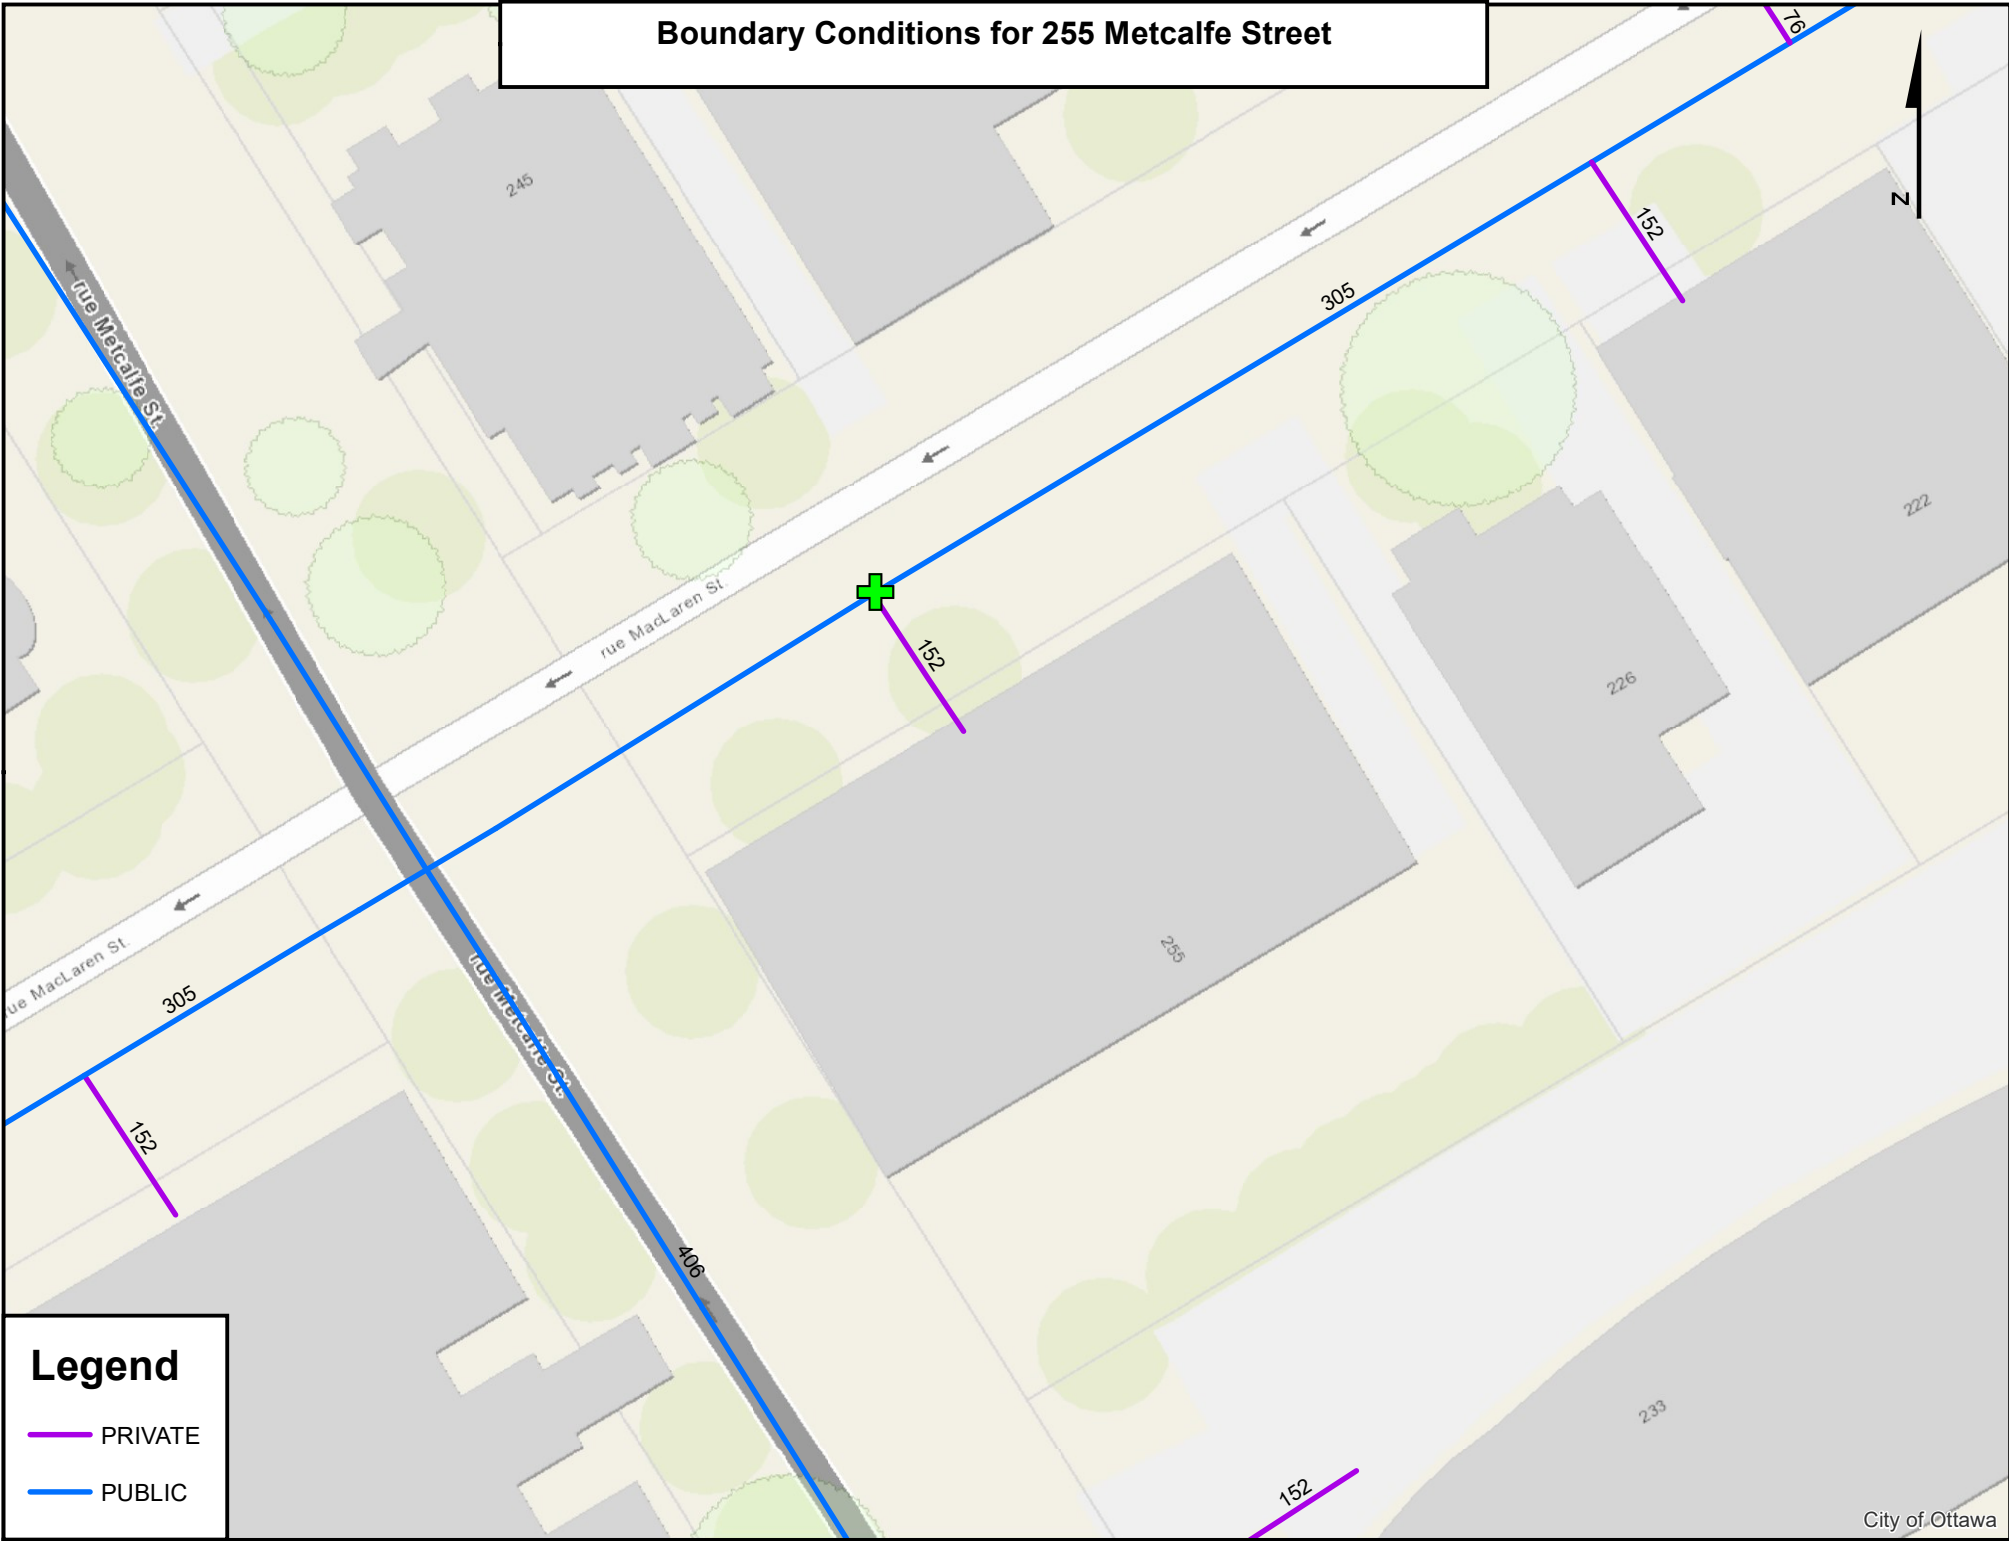 Boundary Conditions for 255 Metcalfe Street
76
N
245
152
rue Metcalfe St.
305
222
rue MacLaren St.
152
226
255
rue MacLaren St.
305
rue Metcalfe St.
152
406
Legend
PRIVATE
PUBLIC
233
152
City of Ottawa